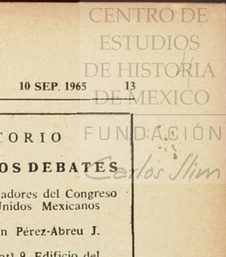 CENTRO DE
ESTUDIOS
DE HISTORIA
DE MEXICO
FUNDACIÓN
Carlos Slim
10 SEP. 1965 13
TORIO
OS DEBATES
adores del Congreso
Unidos Mexicanos
n Pérez-Abreu J.
9 Edificio del